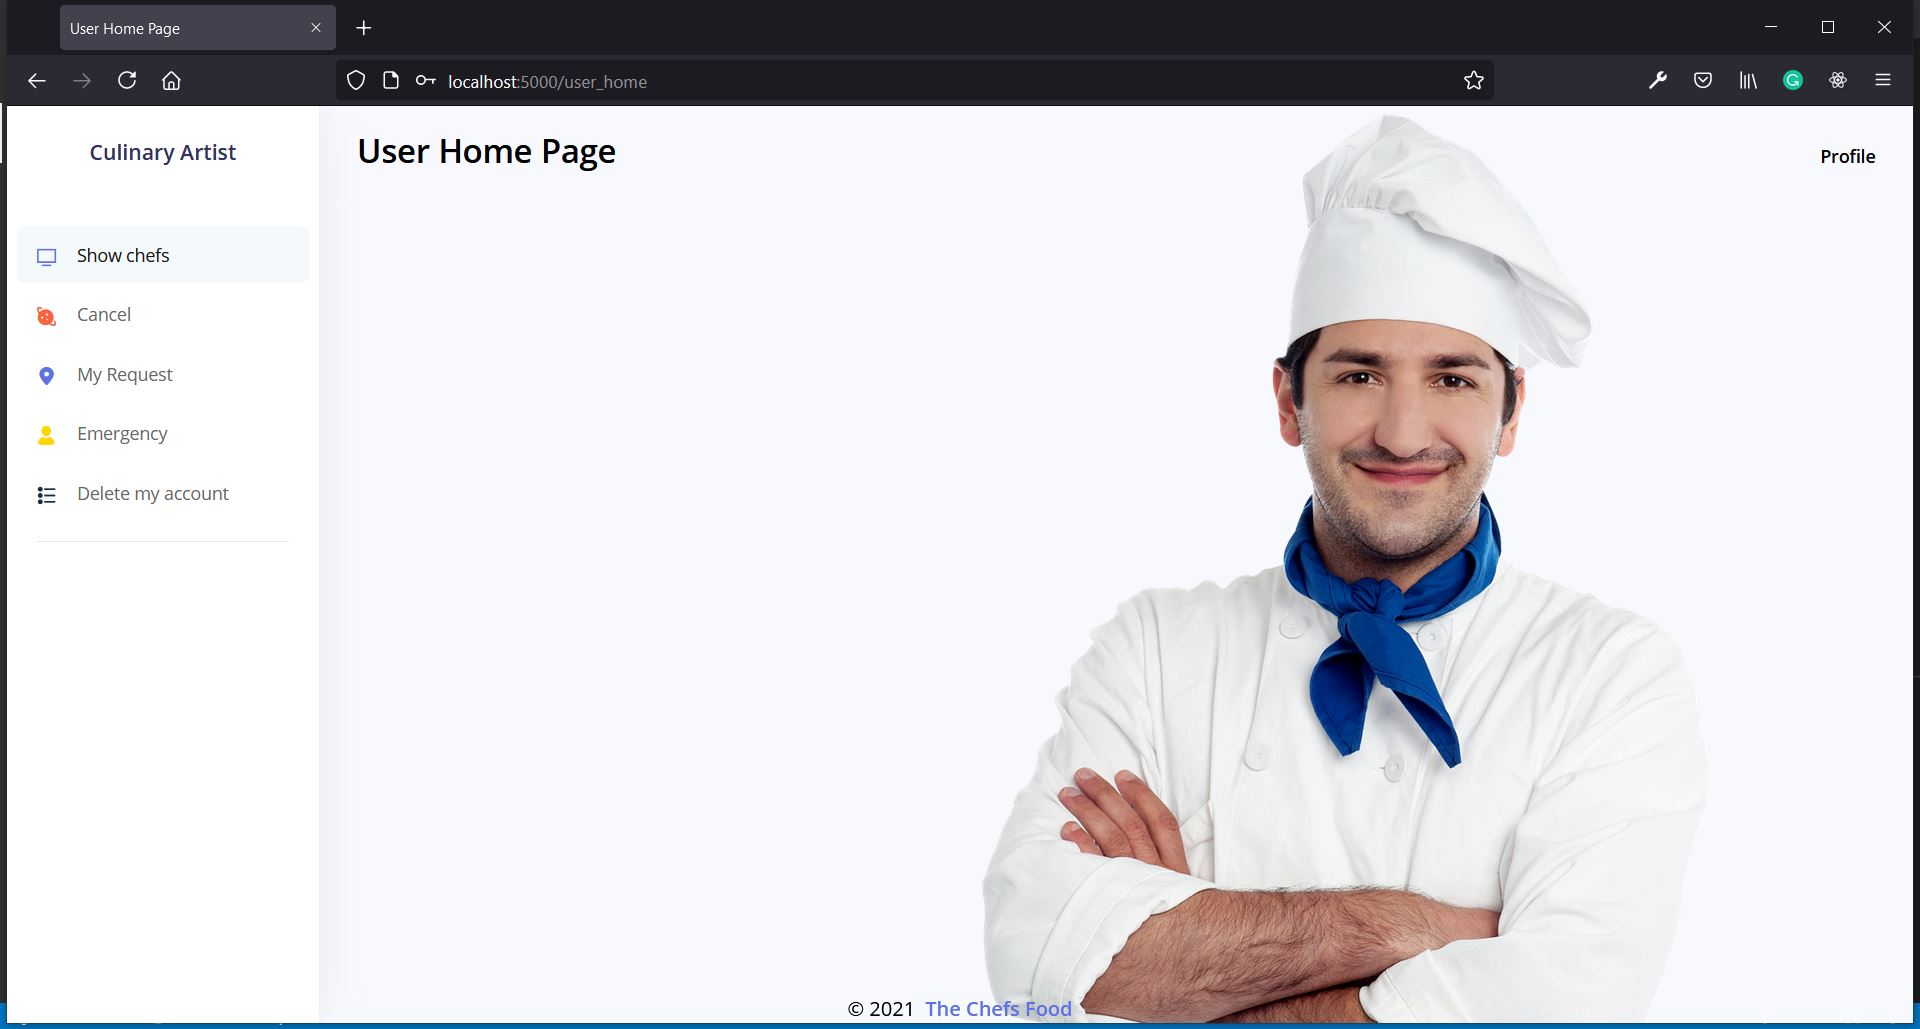 User Home Page
localhost:5000/user_home
Culinary Artist
User Home Page
Profile
Show chefs
Cancel
My Request
Emergency
Delete my account
© 2021 The Chefs Food